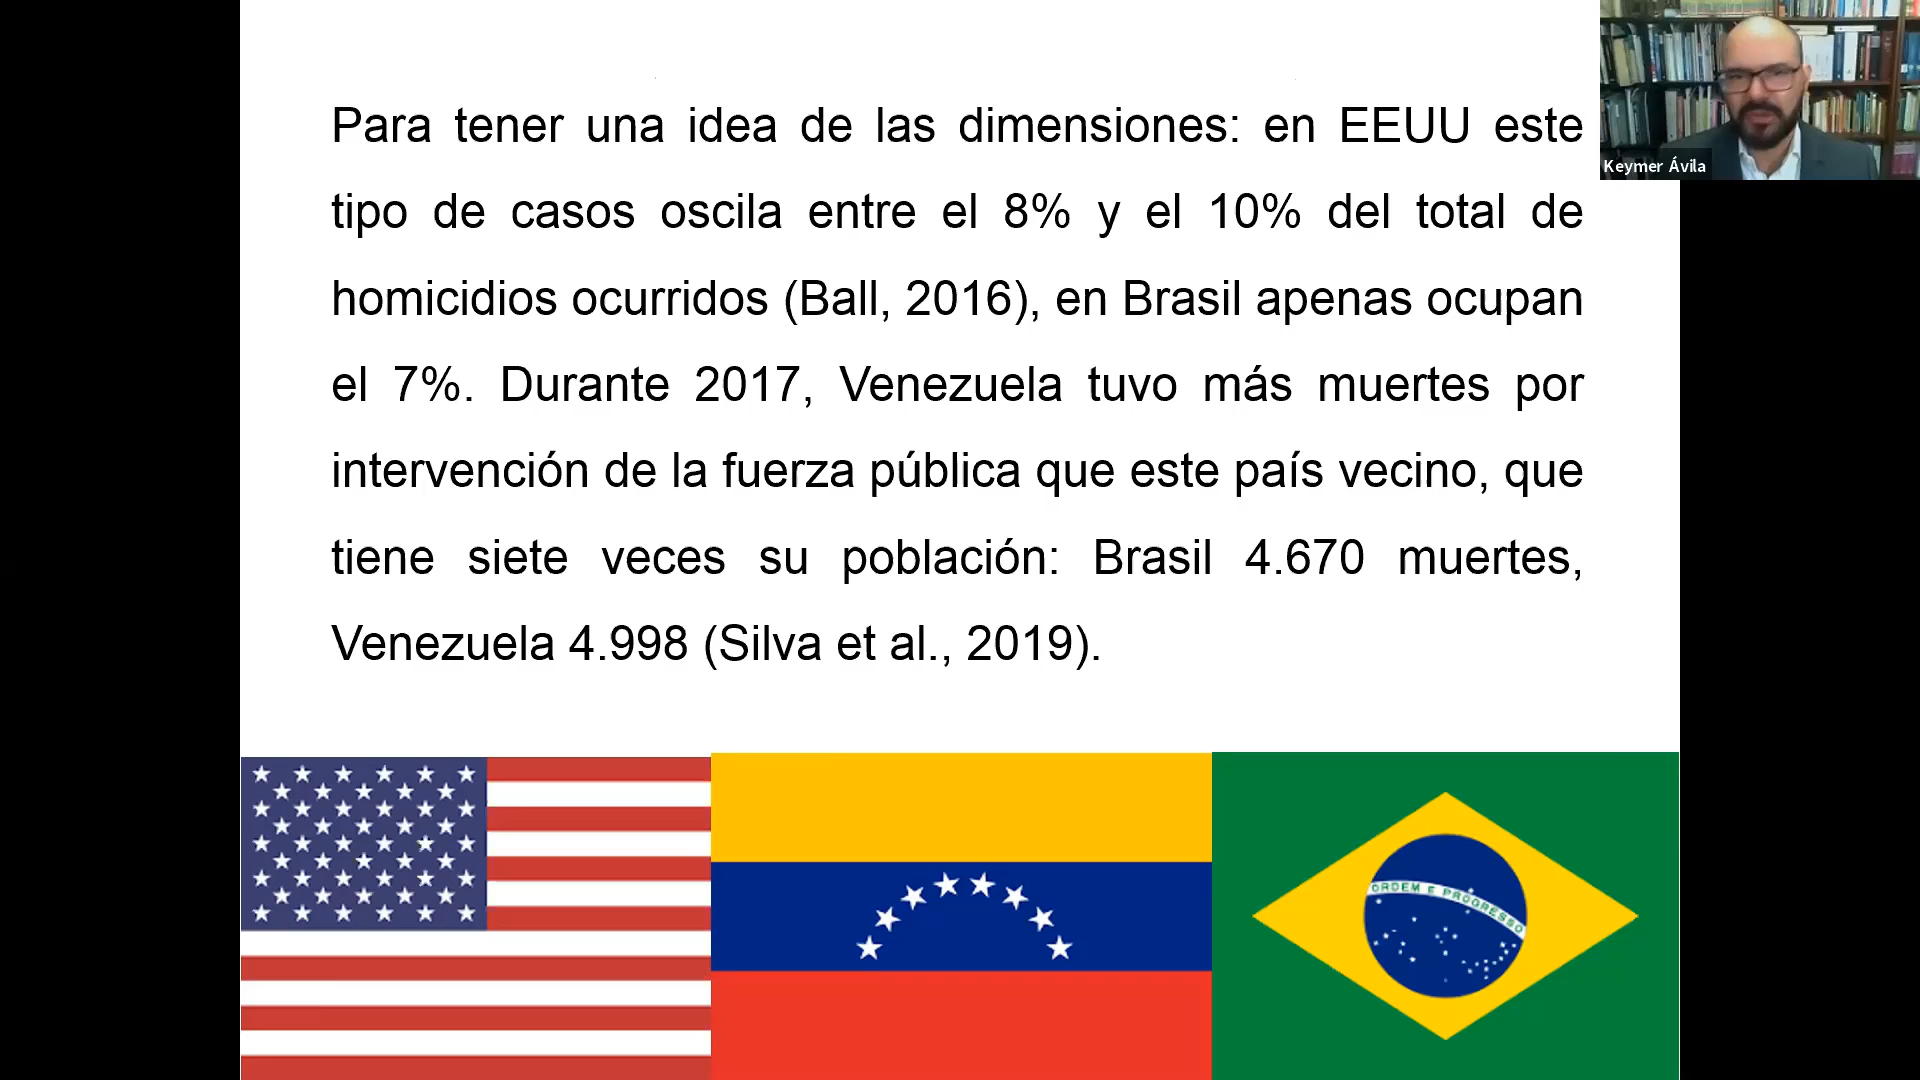 Para tener una idea de las dimensiones: en EEUU este
tipo de casos oscila entre el 8% y el 10% del total de
homicidios ocurridos (Ball, 2016), en Brasil apenas ocupan
el 7%. Durante 2017, Venezuela tuvo más muertes por
intervención de la fuerza pública que este país vecino, que
tiene siete veces su población: Brasil 4.670 muertes,
Venezuela 4.998 (Silva et al., 2019).
Keymer Ávila
ORDEM E PROGRESSO